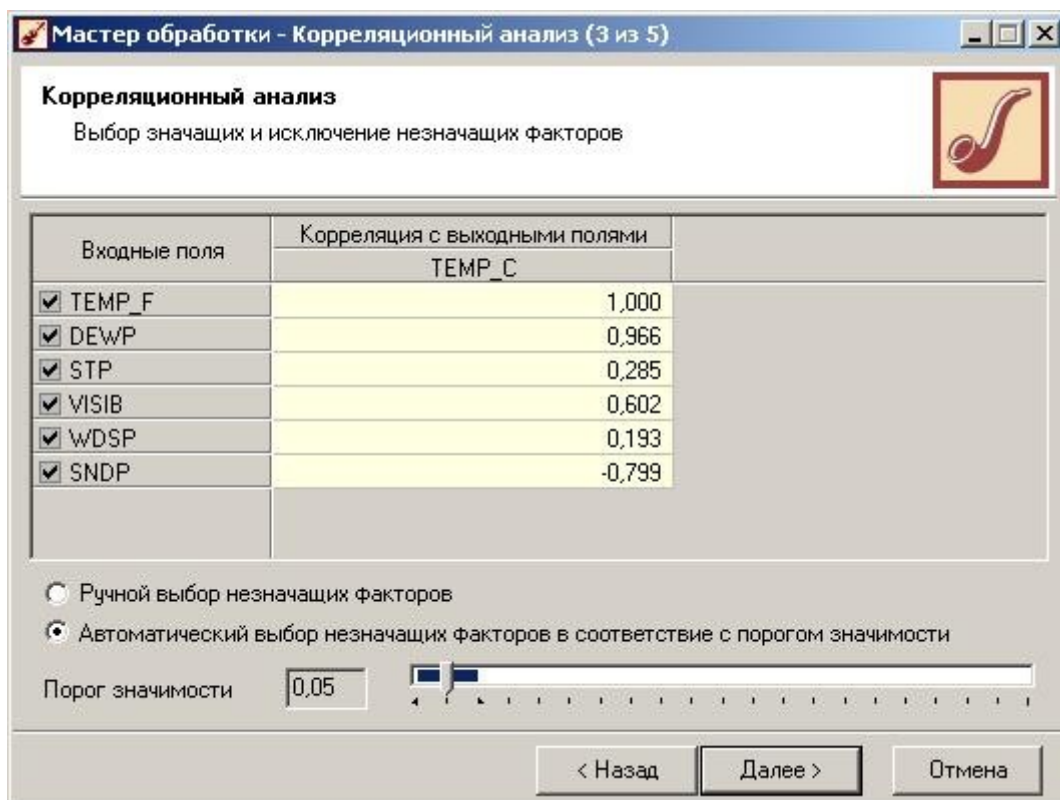 Мастер обработки - Корреляционный анализ (3 из 5)
Корреляционный анализ
Выбор значащих и исключение незначащих факторов
Входные поля
Корреляция с выходными полями
TEMP_C
TEMP_F 1,000
DEWP 0,966
STP 0,285
VISIB 0,602
WDSP 0,193
SNDP -0,799
Ручной выбор незначащих факторов
Автоматический выбор незначащих факторов в соответствие с порогом значимости
Порог значимости 0,05
< Назад Далее > Отмена